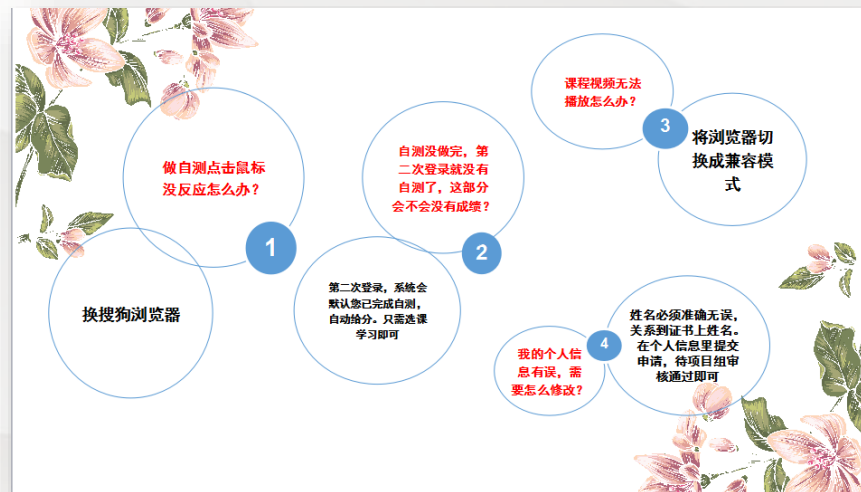 做自测点击鼠标
没反应怎么办？
1
换搜狗浏览器
自测没做完，第
二次登录就没有
自测了，这部分
会不会没有成绩？
2
第二次登录，系统会
默认您已完成自测，
自动给分。只需选课
学习即可
课程视频无法
播放怎么办？
3
将浏览器切
换成兼容模
式
我的个人信
息有误，需
要怎么修改？
4
姓名必须准确无误，
关系到证书上姓名。
在个人信息里提交
申请，待项目组审
核通过即可